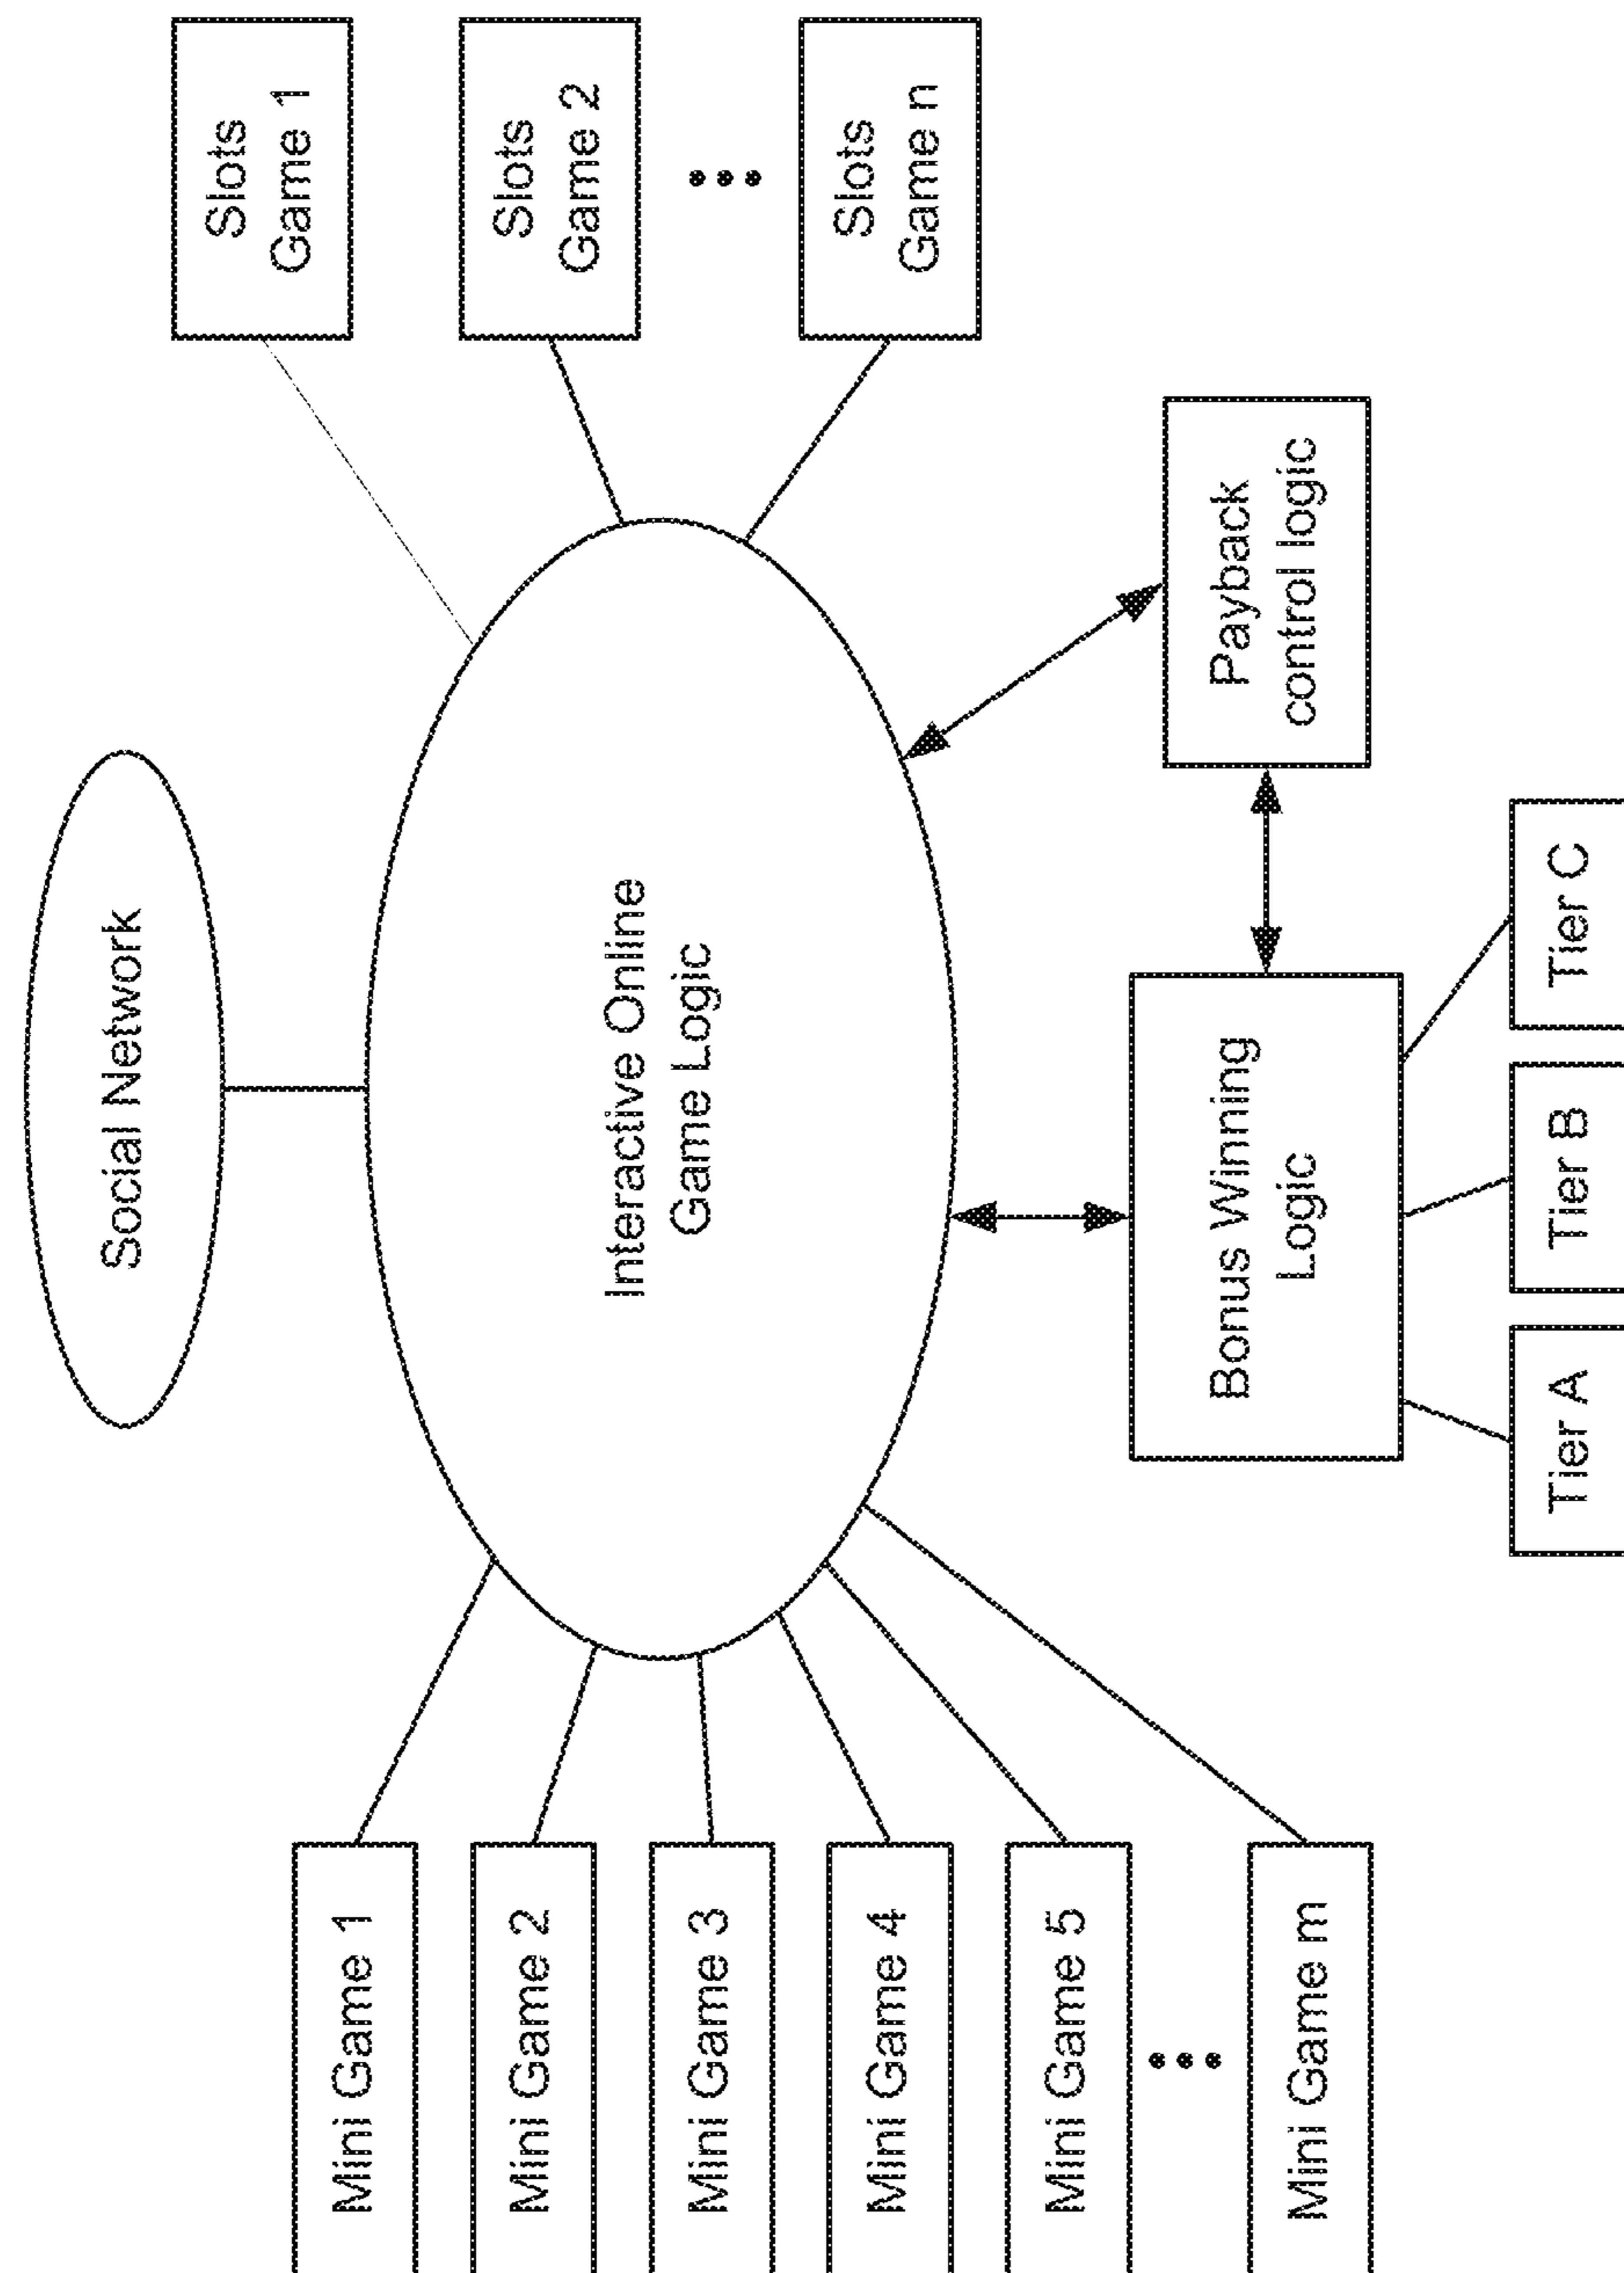 Social Network
Interactive Online
Game Logic
Mini Game 1
Mini Game 2
Mini Game 3
Mini Game 4
Mini Game 5
Mini Game m
Slots
Game 1
Slots
Game 2
Slots
Game n
Bonus Winning
Logic
Payback
control logic
Tier A
Tier B
Tier C